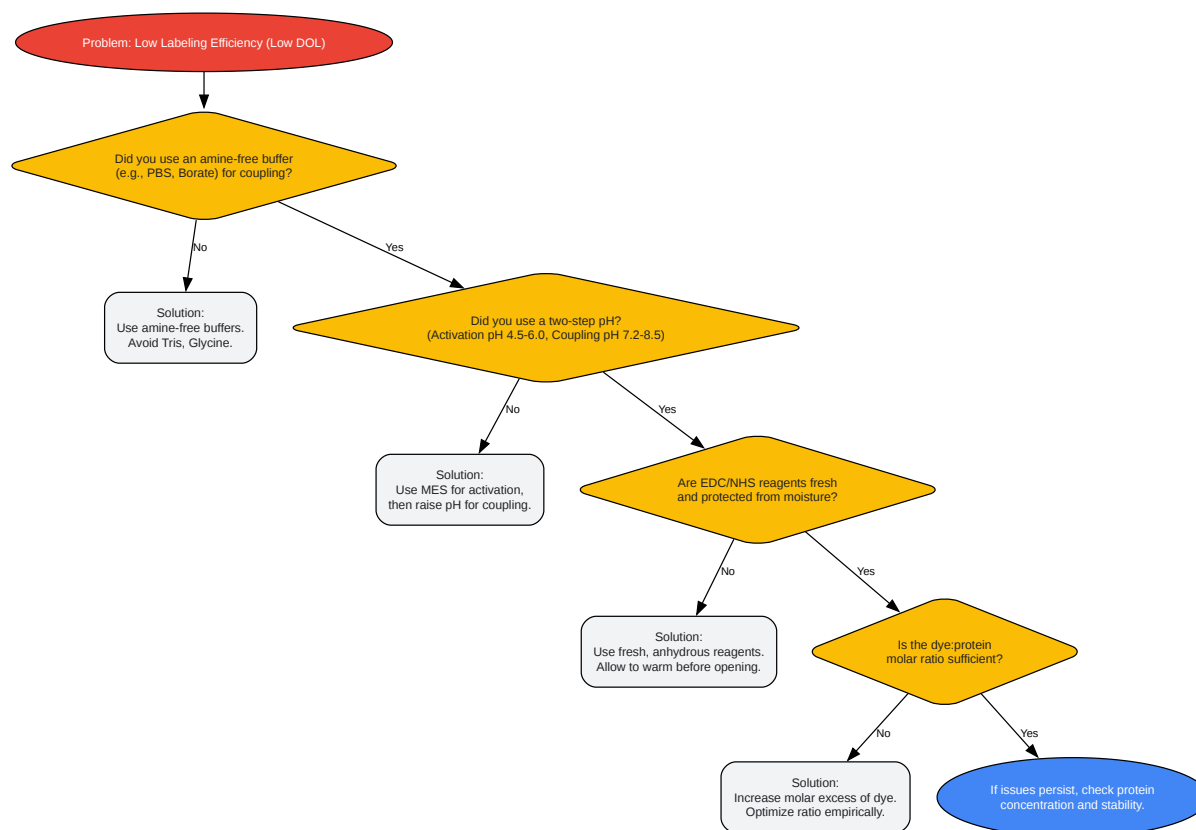 Problem: Low Labeling Efficiency (Low DOL)
Did you use an amine-free buffer
(e.g., PBS, Borate) for coupling?
No
Yes
Solution:
Use amine-free buffers.
Avoid Tris, Glycine.
Did you use a two-step pH?
(Activation pH 4.5-6.0, Coupling pH 7.2-8.5)
No
Yes
Solution:
Use MES for activation,
then raise pH for coupling.
Are EDC/NHS reagents fresh
and protected from moisture?
No
Yes
Solution:
Use fresh, anhydrous reagents.
Allow to warm before opening.
Is the dye:protein
molar ratio sufficient?
No
Yes
Solution:
Increase molar excess of dye.
Optimize ratio empirically.
If issues persist, check protein
concentration and stability.